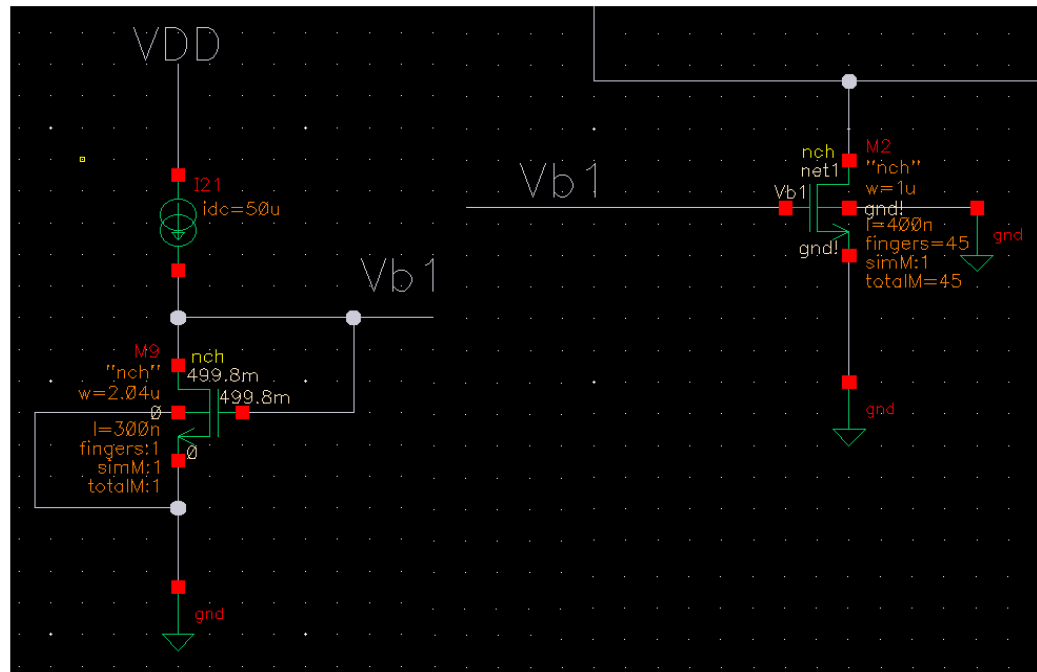 VDD
I21
idc=50u
Vb1
M9
nch
"nch"
499.8m
w=2.04u
499.8m
0
l=300n
fingers:1
0
simM:1
totalM:1
gnd
Vb1
M2
nch
"nch"
net1
w=1u
Vb1
gnd!
l=400n
gnd
gnd!
fingers=45
simM:1
totalM=45
gnd